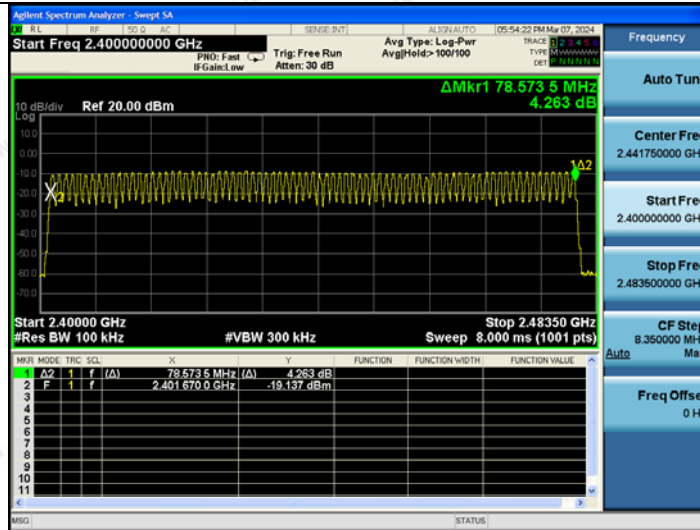 Agilent Spectrum Analyzer - Swept SA
RL RF 50 Ω AC SENSE:INT ALIGN AUTO 05:54:22 PM Mar 07, 2024
Start Freq 2.400000000 GHz Avg Type: Log-Pwr TRACE 1 2 3 4 5 6
PNO: Fast Trig: Free Run Avg|Hold:>100/100 TYPE M
IFGain:Low Atten: 30 dB DET P N N N N N
ΔMkr1 78.573 5 MHz
10 dB/div Ref 20.00 dBm 4.263 dB
Log
10.0
0.00
-10.0
1Δ2
-20.0
2
-30.0
-40.0
-50.0
-60.0
-70.0
Start 2.40000 GHz Stop 2.48350 GHz
#Res BW 100 kHz #VBW 300 kHz Sweep 8.000 ms (1001 pts)
MKR MODE TRC SCL X Y FUNCTION FUNCTION WIDTH FUNCTION VALUE
1 Δ2 1 f (Δ) 78.573 5 MHz (Δ) 4.263 dB
2 F 1 f 2.401 670 0 GHz -19.137 dBm
3
4
5
6
7
8
9
10
11
MSG STATUS
Frequency
Auto Tun
Center Fre
2.441750000 GH
Start Fre
2.400000000 GH
Stop Fre
2.483500000 GH
CF Ste
8.350000 MH
Auto Ma
Freq Offse
0 H